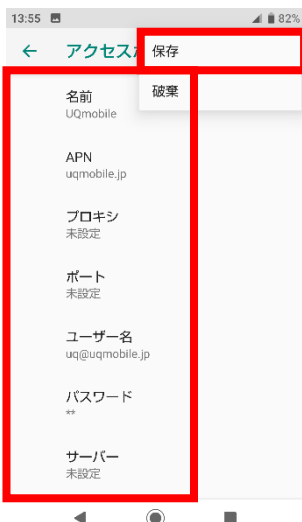 13:55 82%
アクセス
保存
破棄
名前
UQmobile
APN
uqmobile.jp
プロキシ
未設定
ポート
未設定
ユーザー名
uq@uqmobile.jp
パスワード
**
サーバー
未設定